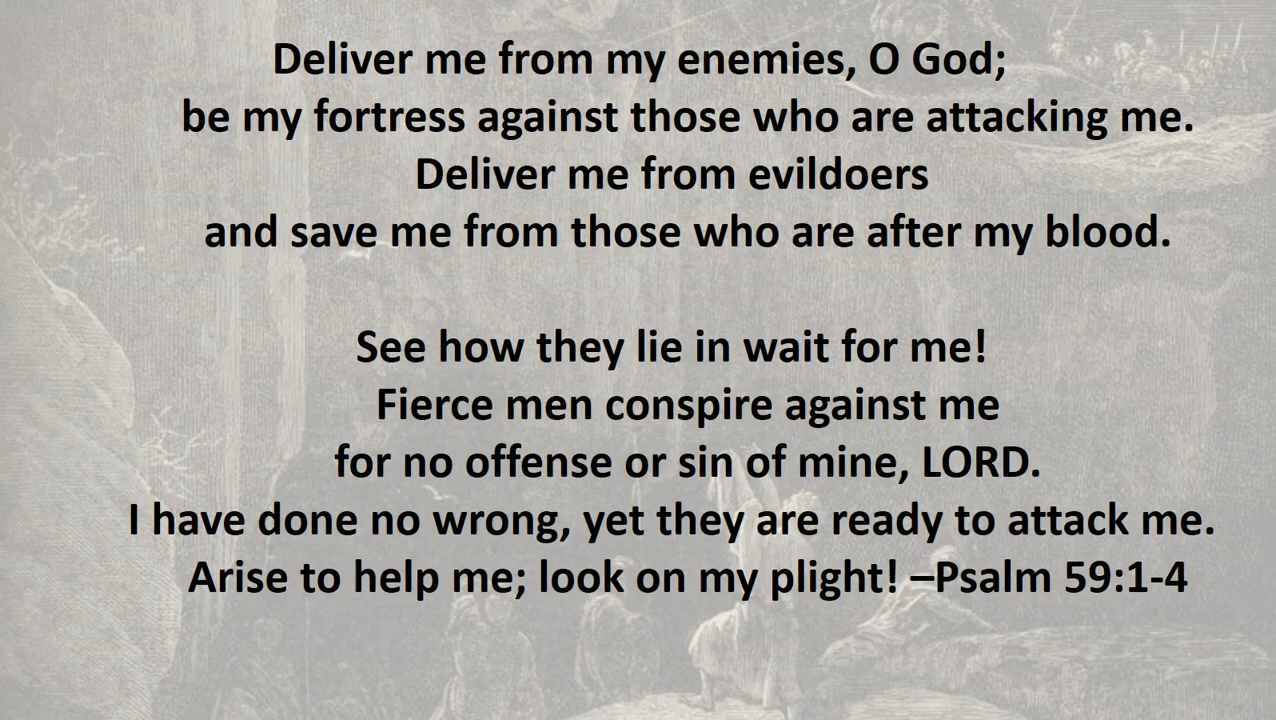 Deliver me from my enemies, O God;
be my fortress against those who are attacking me.
Deliver me from evildoers
and save me from those who are after my blood.
See how they lie in wait for me!
Fierce men conspire against me
for no offense or sin of mine, LORD.
I have done no wrong, yet they are ready to attack me.
Arise to help me; look on my plight! –Psalm 59:1-4